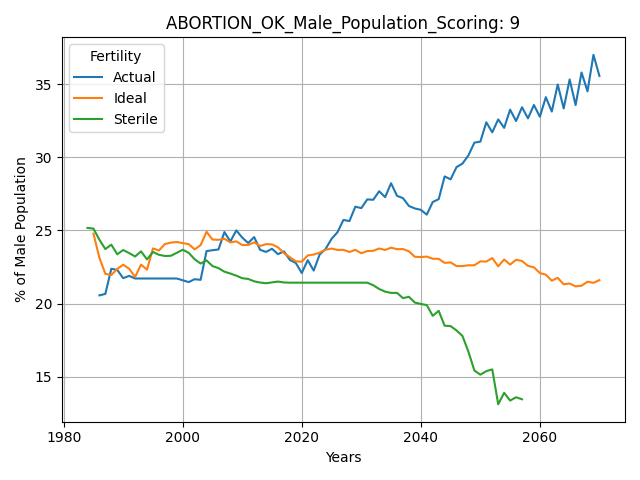 ABORTION_OK_Male_Population_Scoring: 9
Fertility
Actual
Ideal
Sterile
% of Male Population
35
30
25
20
15
1980
2000
2020
2040
2060
Years